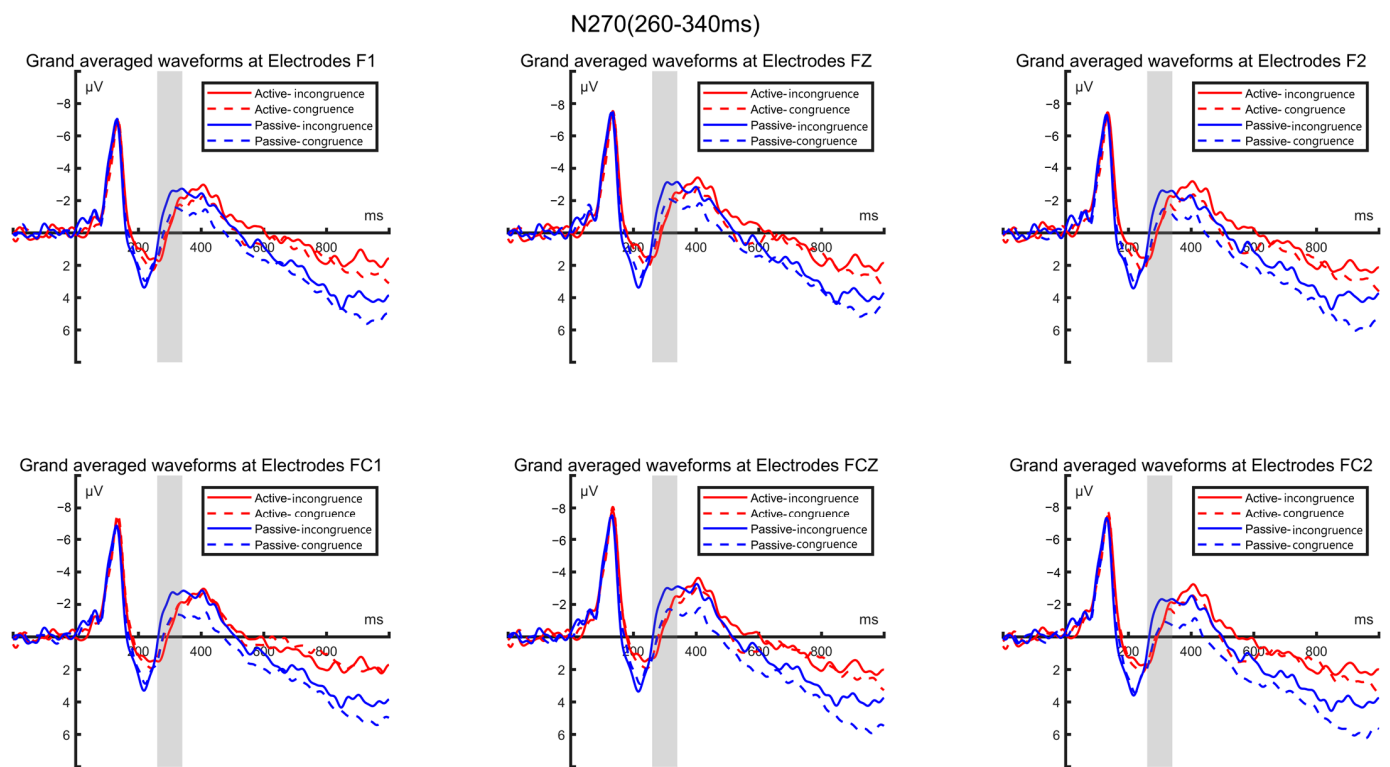 N270(260-340ms)
Grand averaged waveforms at Electrodes F1
μV
Active-incongruence
Active-congruence
Passive-incongruence
Passive-congruence
−8
−6
−4
−2
0
2
4
6
200
400
600
800
ms
Grand averaged waveforms at Electrodes FZ
μV
Active-incongruence
Active-congruence
Passive-incongruence
Passive-congruence
−8
−6
−4
−2
0
2
4
6
200
400
600
800
ms
Grand averaged waveforms at Electrodes F2
μV
Active-incongruence
Active-congruence
Passive-incongruence
Passive-congruence
−8
−6
−4
−2
0
2
4
6
200
400
600
800
ms
Grand averaged waveforms at Electrodes FC1
μV
Active-incongruence
Active-congruence
Passive-incongruence
Passive-congruence
−8
−6
−4
−2
0
2
4
6
200
400
600
800
ms
Grand averaged waveforms at Electrodes FCZ
μV
Active-incongruence
Active-congruence
Passive-incongruence
Passive-congruence
−8
−6
−4
−2
0
2
4
6
200
400
600
800
ms
Grand averaged waveforms at Electrodes FC2
μV
Active-incongruence
Active-congruence
Passive-incongruence
Passive-congruence
−8
−6
−4
−2
0
2
4
6
200
400
600
800
ms